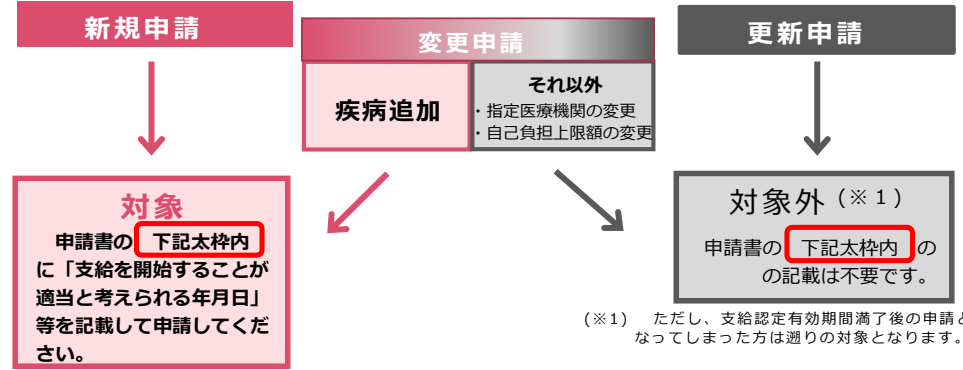 新規申請
変更申請
更新申請
疾病追加
それ以外
・指定医療機関の変更
・自己負担上限額の変更
対象
申請書の 下記太枠内
に「支給を開始することが
適当と考えられる年月日」
等を記載して申請してくだ
さい。
対象外(※1)
申請書の 下記太枠内 の
の記載は不要です。
(※1) ただし、支給認定有効期間満了後の申請と
なってしまった方は遡りの対象となります。